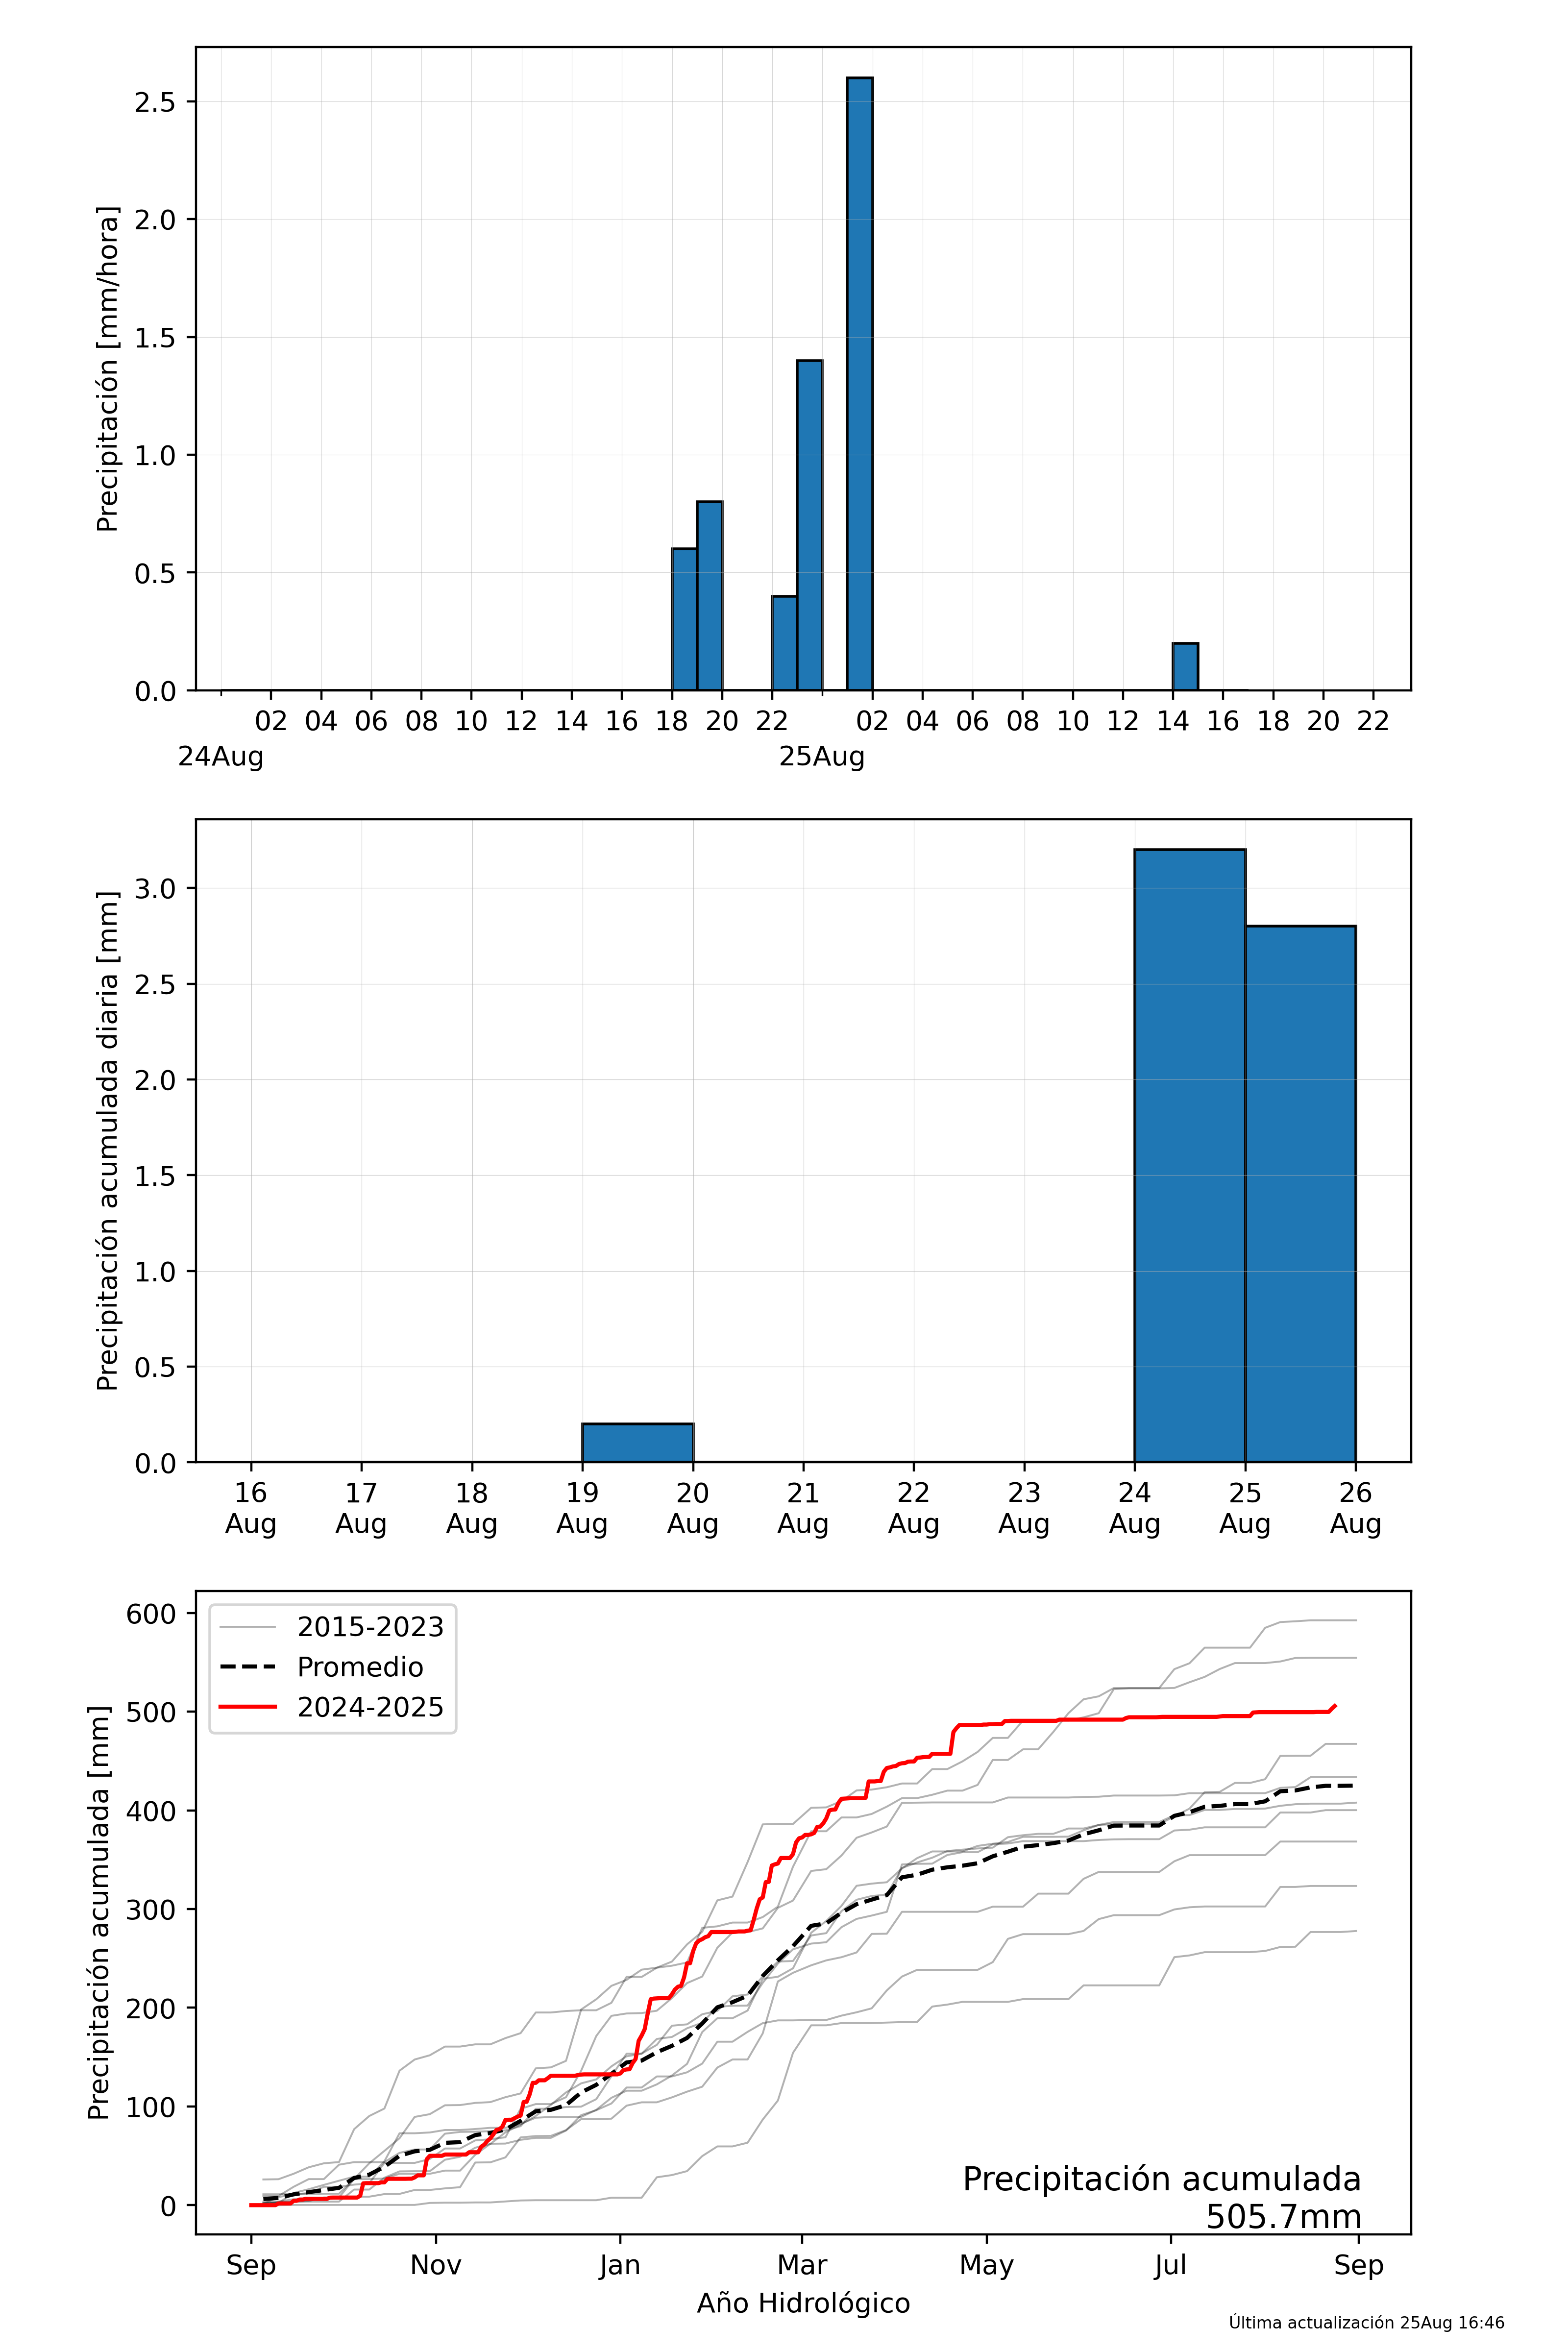 Precipitación [mm/hora]
2.5
2.0
1.5
1.0
0.5
0.0
02 04 06 08 10 12 14 16 18 20 22 02 04 06 08 10 12 14 16 18 20 22
24Aug 25Aug
Precipitación acumulada diaria [mm]
3.0
2.5
2.0
1.5
1.0
0.5
0.0
16 17 18 19 20 21 22 23 24 25 26
Aug Aug Aug Aug Aug Aug Aug Aug Aug Aug Aug
Precipitación acumulada [mm]
600
500
400
300
200
100
0
2015-2023
Promedio
2024-2025
Precipitación acumulada
505.7mm
Sep Nov Jan Mar May Jul Sep
Año Hidrológico
Última actualización 25Aug 16:46